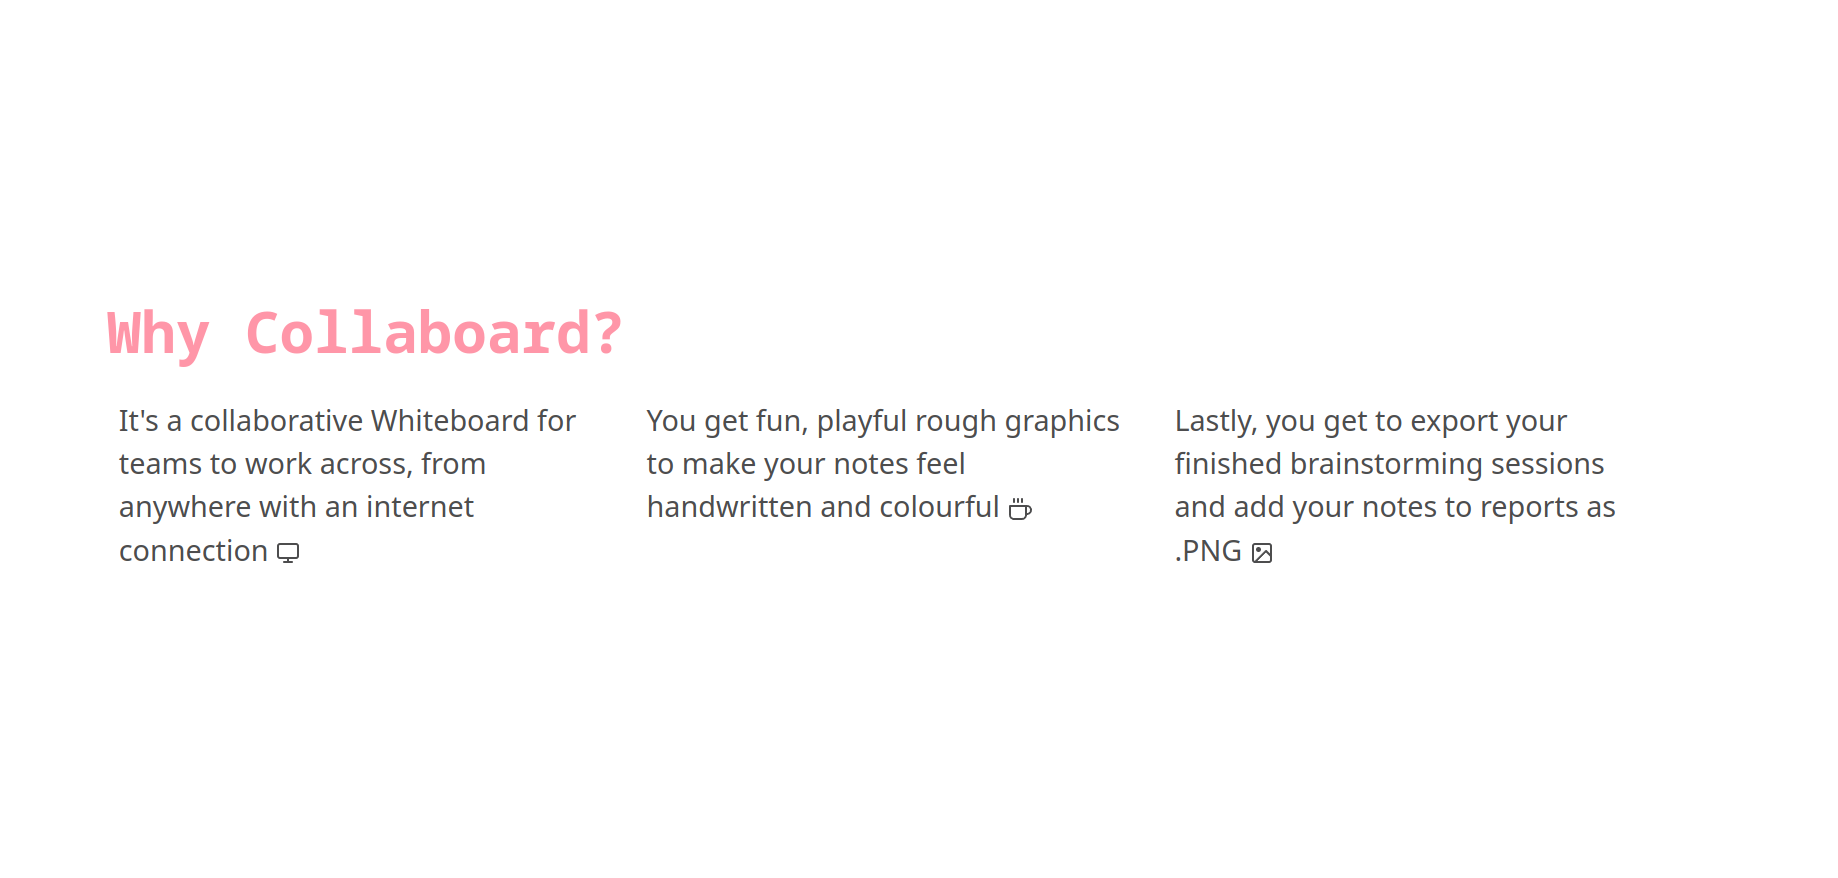 Why Collaboard?
It's a collaborative Whiteboard for
teams to work across, from
anywhere with an internet
connection
You get fun, playful rough graphics
to make your notes feel
handwritten and colourful
Lastly, you get to export your
finished brainstorming sessions
and add your notes to reports as
.PNG